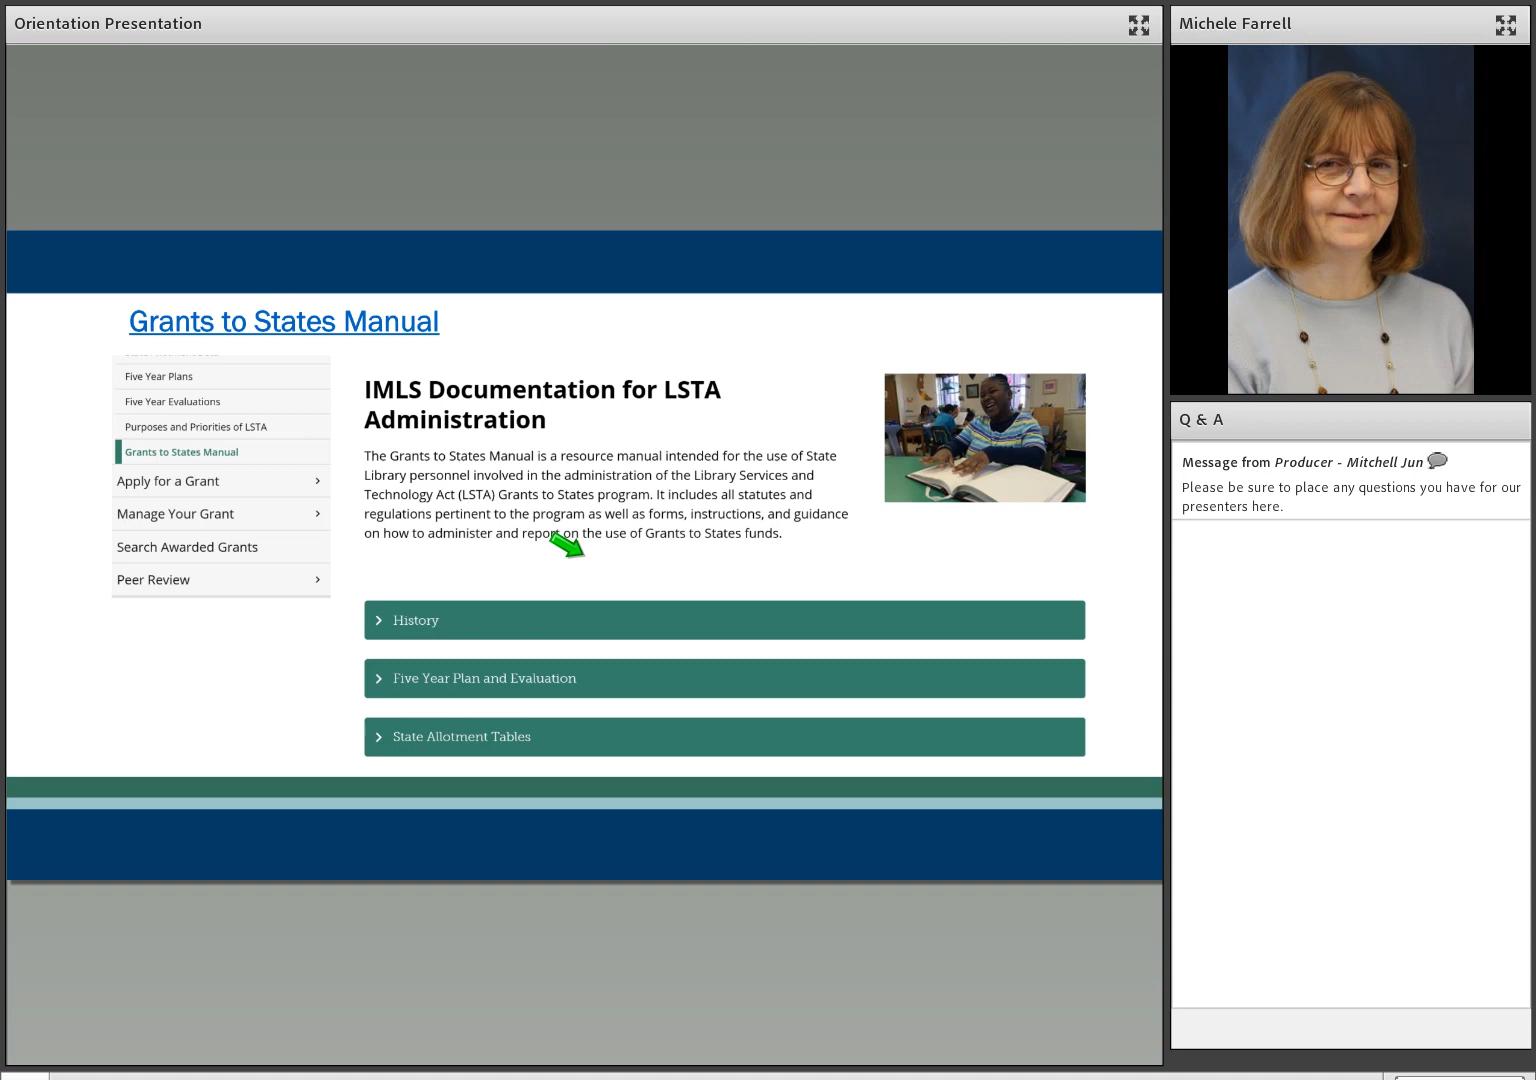 Orientation Presentation
Michele Farrell
Grants to States Manual
Five Year Plans
Five Year Evaluations
Purposes and Priorities of LSTA
Grants to States Manual
Apply for a Grant
Manage Your Grant
Search Awarded Grants
Peer Review
IMLS Documentation for LSTA
Administration
The Grants to States Manual is a resource manual intended for the use of State
Library personnel involved in the administration of the Library Services and
Technology Act (LSTA) Grants to States program. It includes all statutes and
regulations pertinent to the program as well as forms, instructions, and guidance
on how to administer and report on the use of Grants to States funds.
History
Five Year Plan and Evaluation
State Allotment Tables
Q & A
Message from Producer - Mitchell Jun
Please be sure to place any questions you have for our
presenters here.